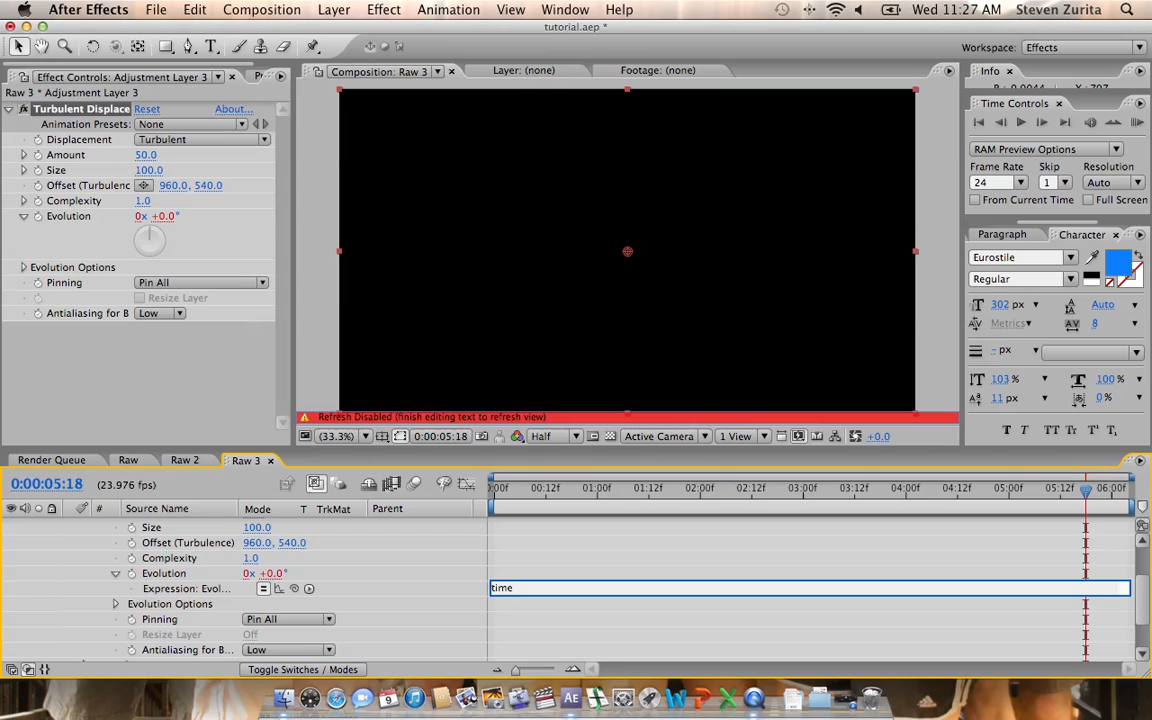 After Effects File Edit Composition Layer Effect Animation View Window Help Wed 11:27 AM Steven Zurita
tutorial.aep *
Workspace: Effects
Effect Controls: Adjustment Layer 3
Raw 3 * Adjustment Layer 3
fx Turbulent Displace Reset About...
Animation Presets: None
Displacement Turbulent
Amount 50.0
Size 100.0
Offset (Turbulenc 960.0, 540.0
Complexity 1.0
Evolution 0x +0.0°
Evolution Options
Pinning Pin All
Resize Layer
Antialiasing for B Low
Composition: Raw 3 Layer: (none) Footage: (none)
Refresh Disabled (finish editing text to refresh view)
(33.3%) 0:00:05:18 Half Active Camera 1 View +0.0
Info
Time Controls
RAM Preview Options
Frame Rate Skip Resolution
24 1 Auto
From Current Time Full Screen
Paragraph Character
Eurostile
Regular
302 px Auto
Metrics 8
- px
103 % 100 %
11 px 0 %
T T TT Tr T¹ T₁
Render Queue Raw Raw 2 Raw 3
0:00:05:18 (23.976 fps)
:00f 00:12f 01:00f 01:12f 02:00f 02:12f 03:00f 03:12f 04:00f 04:12f 05:00f 05:12f 06:00f
# Source Name Mode T TrkMat Parent
Size 100.0
Offset (Turbulence) 960.0, 540.0
Complexity 1.0
Evolution 0x +0.0°
Expression: Evol... time
Evolution Options
Pinning Pin All
Resize Layer Off
Antialiasing for B... Low
Toggle Switches / Modes